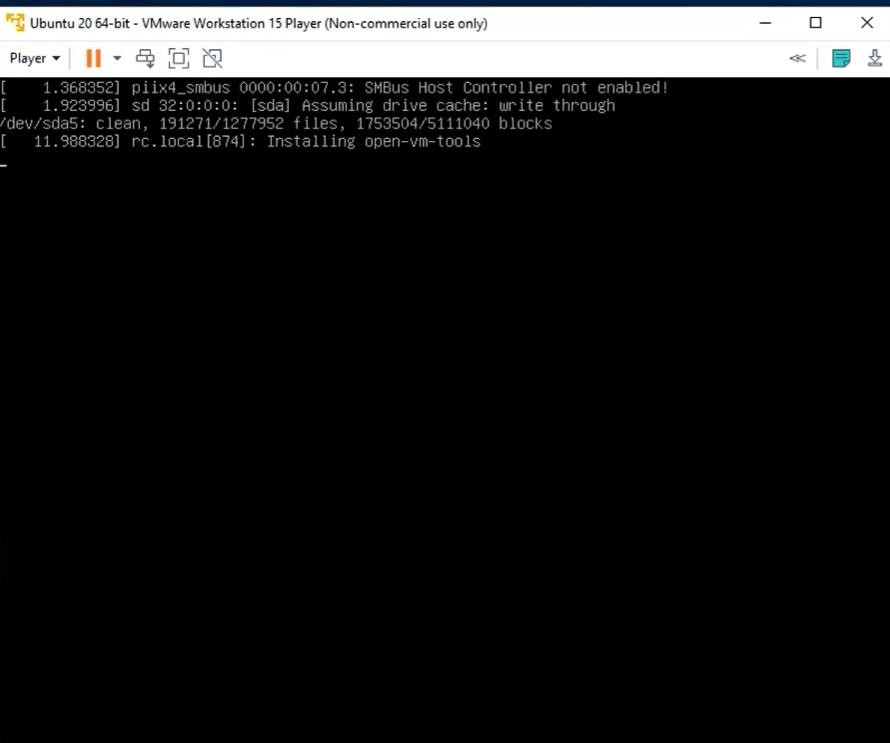 Ubuntu 20 64-bit - VMware Workstation 15 Player (Non-commercial use only)
Player
[    1.368352] piix4_smbus 0000:00:07.3: SMBus Host Controller not enabled!
[    1.923996] sd 32:0:0:0: [sda] Assuming drive cache: write through
/dev/sda5: clean, 191271/1277952 files, 1753504/5111040 blocks
[   11.988328] rc.local[874]: Installing open-vm-tools